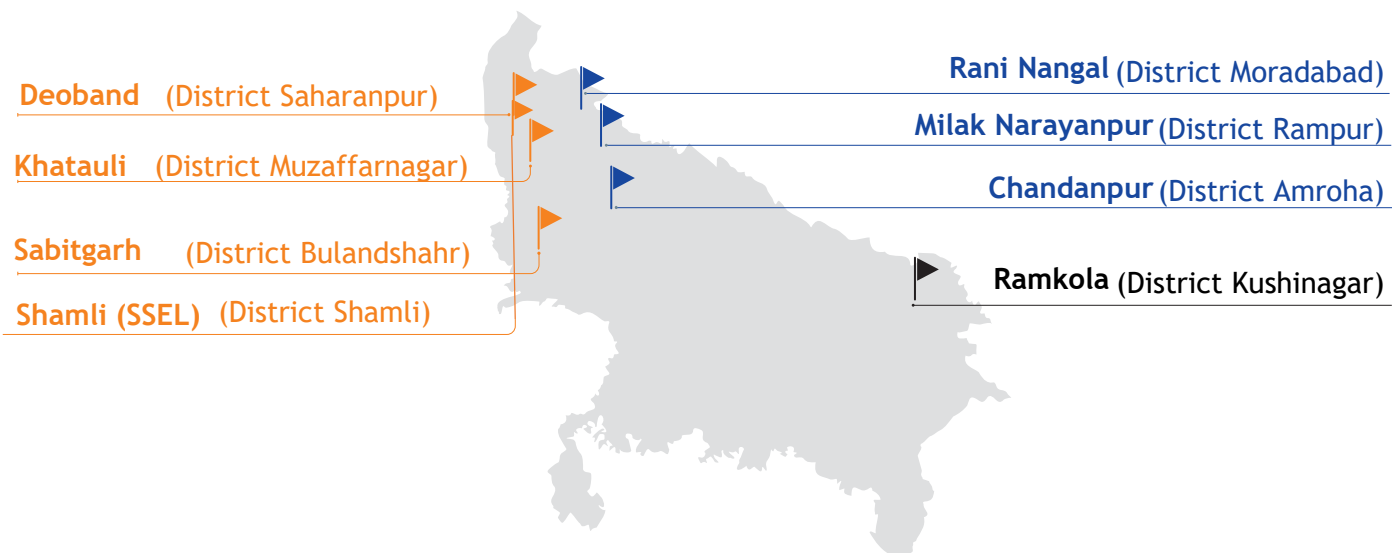 Deoband (District Saharanpur)
Khatauli (District Muzaffarnagar)
Sabitgarh (District Bulandshahr)
Shamli (SSEL) (District Shamli)
Rani Nangal (District Moradabad)
Milak Narayanpur (District Rampur)
Chandanpur (District Amroha)
Ramkola (District Kushinagar)